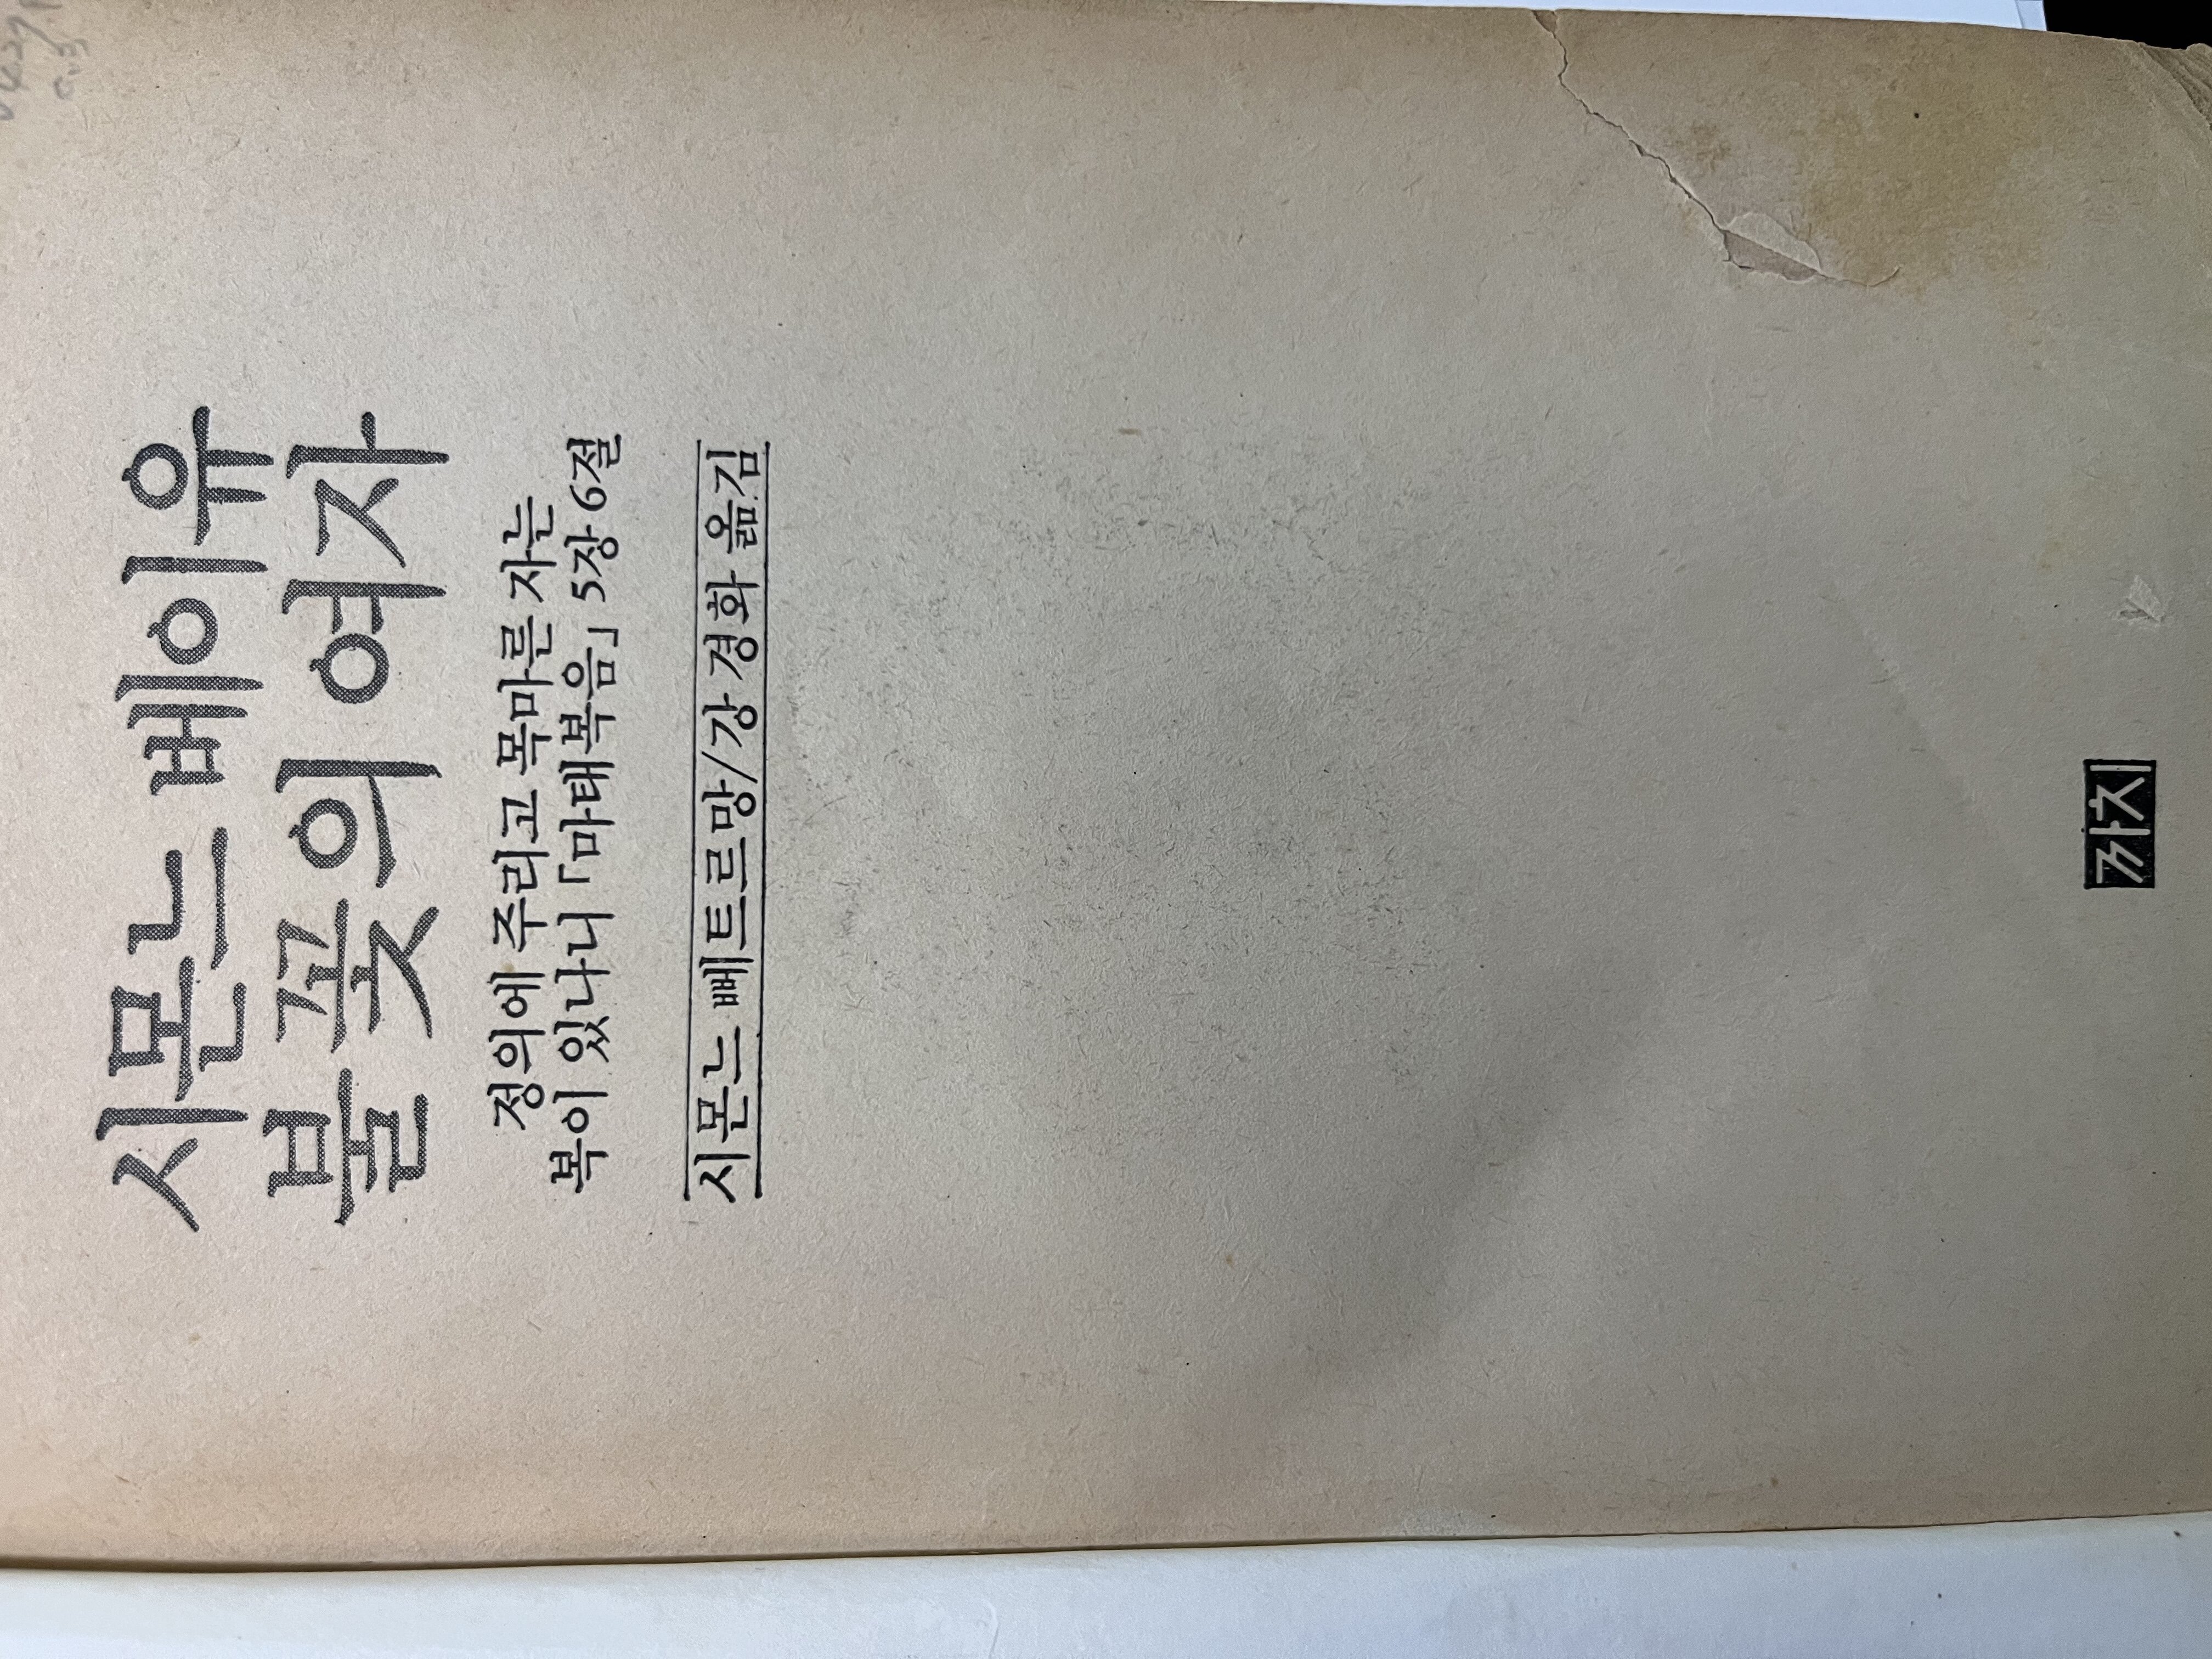 시몬느 베이유
불꽃의 여자
정의에 주리고 목마른 자는
복이 있나니 「마태복음」 5장 6절
시몬느 뻬트르망/강경화 옮김
까치